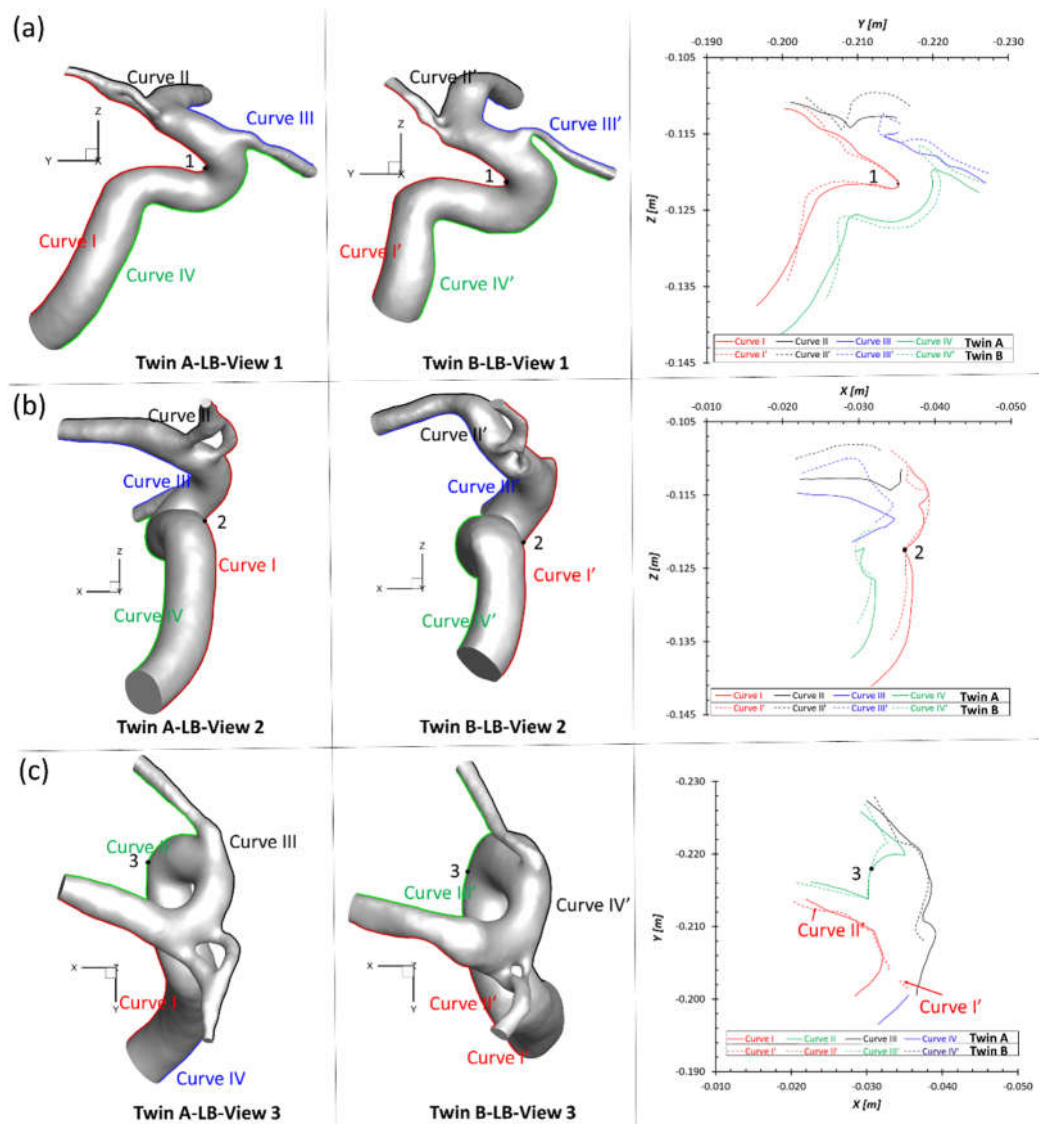 (a)
Curve II
Curve III
Z
Y
X
1
Curve I
Curve IV
Twin A-LB-View 1
Curve II'
Curve III'
Z
Y
X
1
Curve I'
Curve IV'
Twin B-LB-View 1
Y [m]
-0.190 -0.200 -0.210 -0.220 -0.230
-0.105
-0.115
-0.125
-0.135
-0.145
Z [m]
1
Curve I Curve II Curve III Curve IV Twin A
Curve I' Curve II' Curve III' Curve IV' Twin B
(b)
Curve II
Curve III
2
Curve I
Z
X
Y
Curve IV
Twin A-LB-View 2
Curve II'
Curve III'
2
Curve I'
Z
X
Y
Curve IV'
Twin B-LB-View 2
X [m]
-0.010 -0.020 -0.030 -0.040 -0.050
-0.105
-0.115
-0.125
-0.135
-0.145
Z [m]
2
Curve I Curve II Curve III Curve IV Twin A
Curve I' Curve II' Curve III' Curve IV' Twin B
(c)
Curve II
Curve III
3
X
Z
Y
Curve I
Curve IV
Twin A-LB-View 3
3
Curve III'
Curve IV'
X
Z
Y
Curve II'
Curve I'
Twin B-LB-View 3
-0.230
-0.220
-0.210
-0.200
-0.190
Y [m]
3
Curve II'
Curve I'
Curve I Curve II Curve III Curve IV Twin A
Curve I' Curve II' Curve III' Curve IV' Twin B
-0.010 -0.020 -0.030 -0.040 -0.050
X [m]